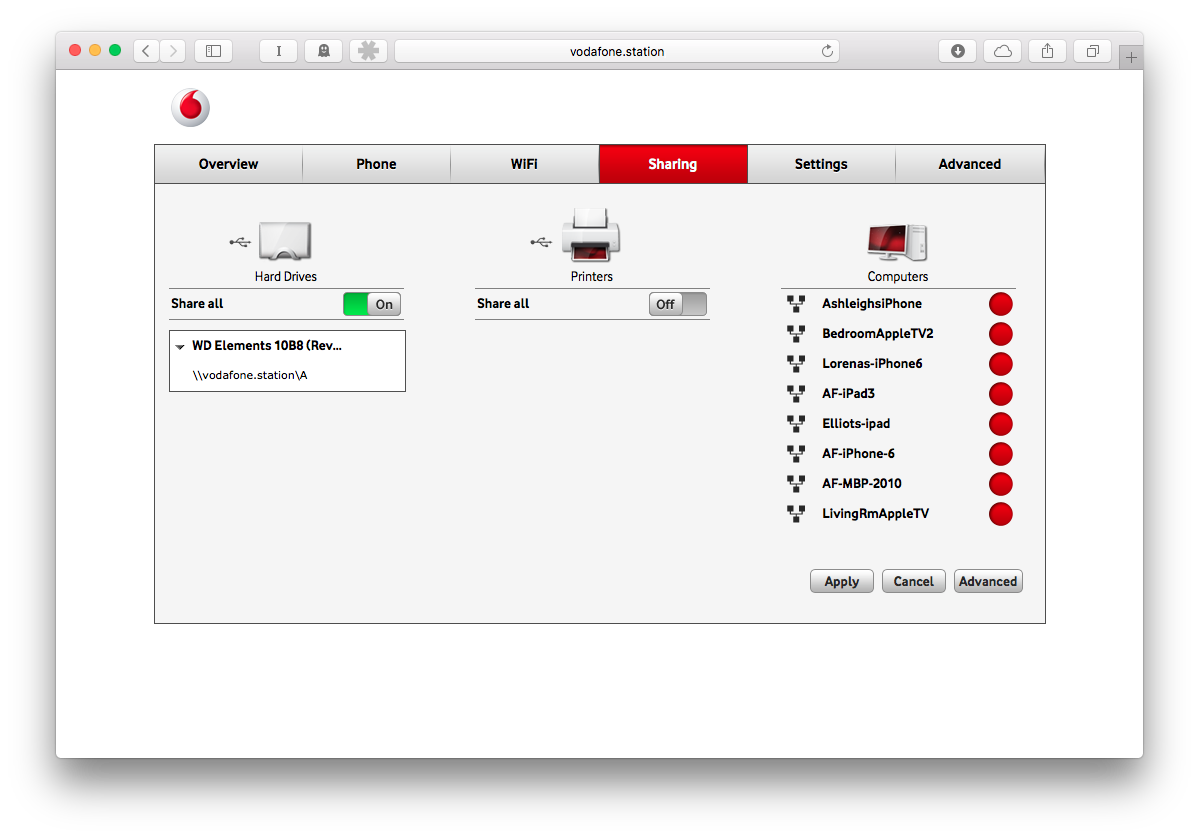 I
vodafone.station
Overview
Phone
WiFi
Sharing
Settings
Advanced
Hard Drives
Share all
On
WD Elements 10B8 (Rev...
\\vodafone.station\A
Printers
Share all
Off
Computers
AshleighsiPhone
BedroomAppleTV2
Lorenas-iPhone6
AF-iPad3
Elliots-ipad
AF-iPhone-6
AF-MBP-2010
LivingRmAppleTV
Apply
Cancel
Advanced